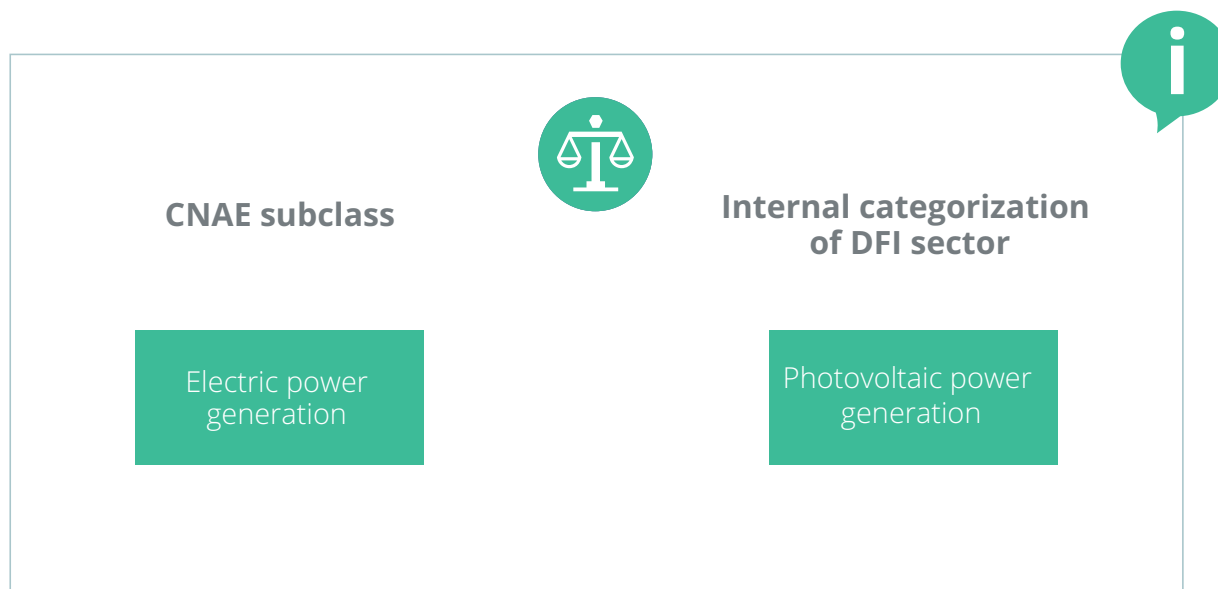 i
CNAE subclass
Internal categorization
of DFI sector
Electric power
generation
Photovoltaic power
generation